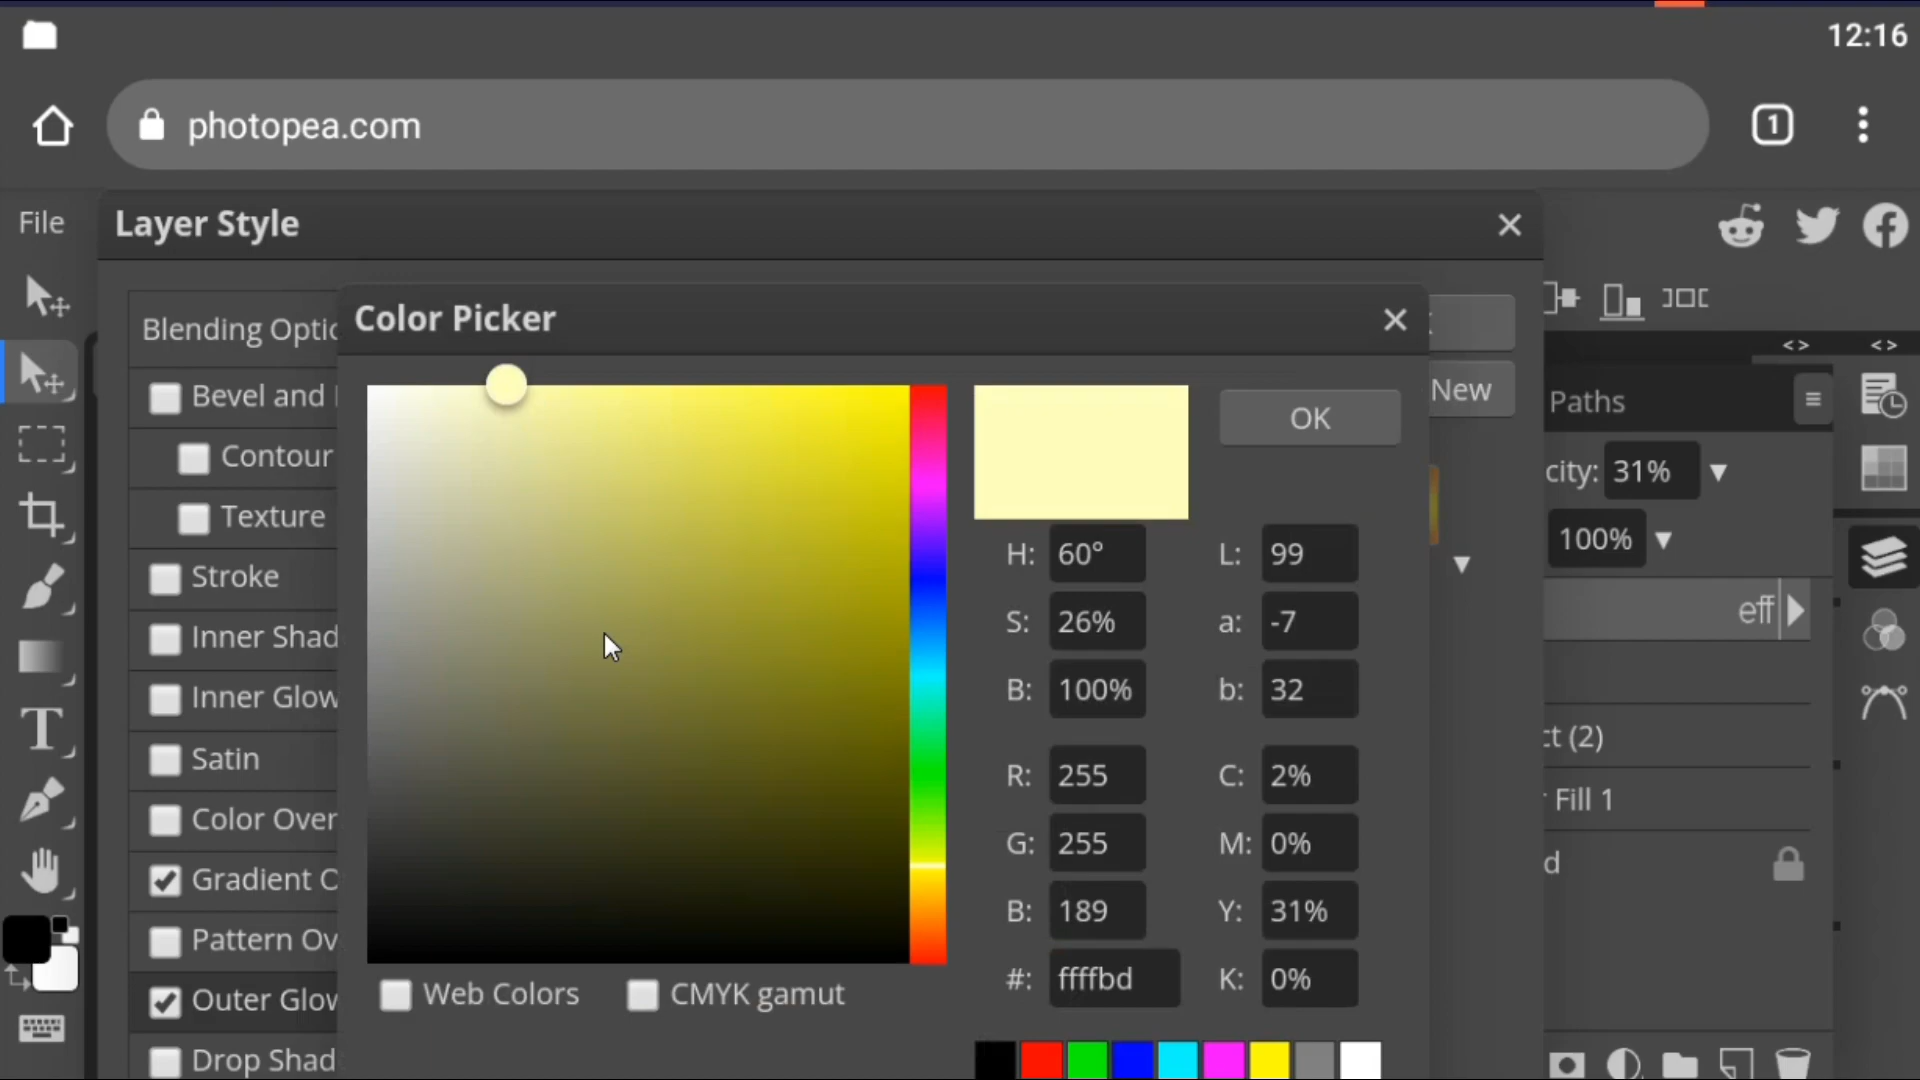 12:16
photopea.com
1
File
Layer Style
Blending Optic
Color Picker
OK
New
Paths
Bevel and
Contour
Texture
Stroke
Inner Shad
Inner Glow
Satin
Color Over
Gradient O
Pattern Ov
Outer Glow
Drop Shad
H: 60° L: 99
S: 26% a: -7
B: 100% b: 32
R: 255 C: 2%
G: 255 M: 0%
B: 189 Y: 31%
#: ffffbd K: 0%
Web Colors CMYK gamut
city: 31%
100%
eff
ct (2)
Fill 1
d